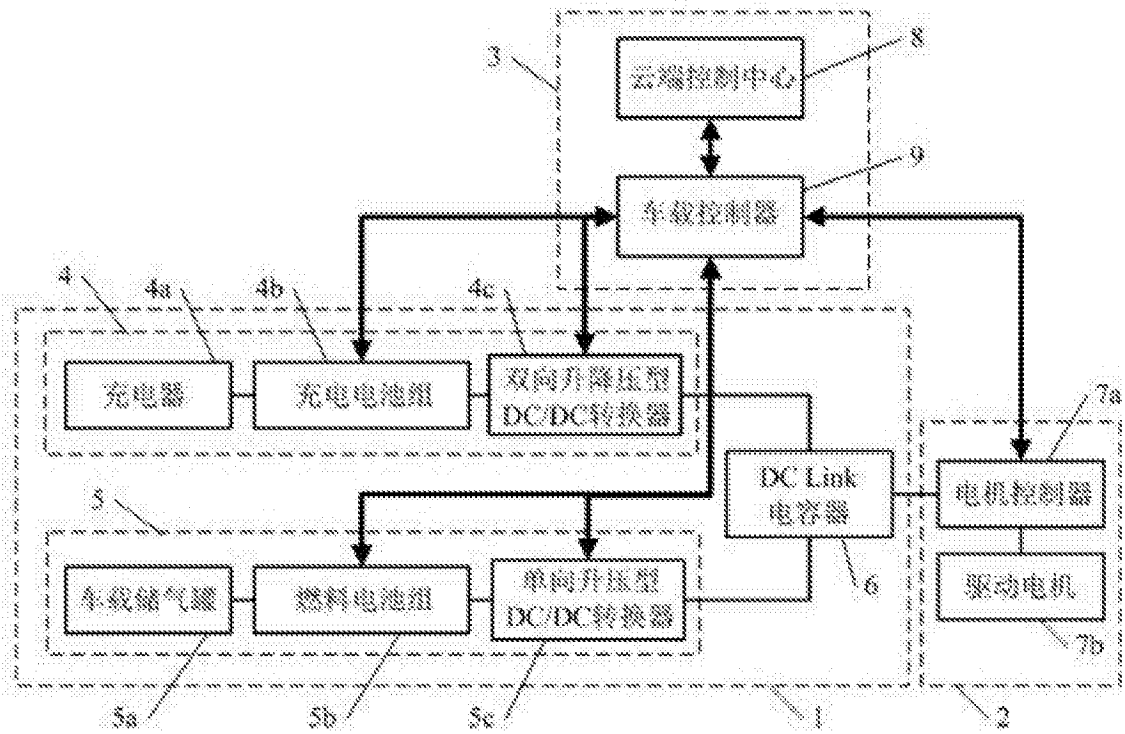 8
3
云端控制中心
9
车载控制器
4
4a
4b
4c
充电器
充电电池组
双向升降压型
DC/DC转换器
7a
DC Link
电容器
电机控制器
5
6
车载储气罐
燃料电池组
单向升压型
DC/DC转换器
驱动电机
7b
5a
5b
5c
1
2